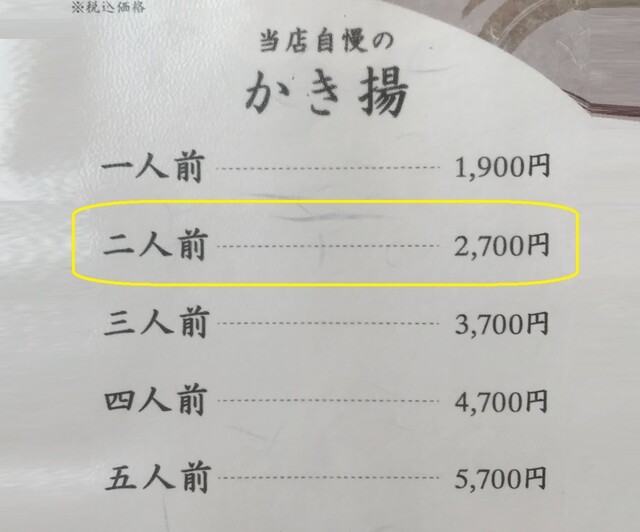 ※税込価格
当店自慢の
かき揚
一人前 1,900円
二人前 2,700円
三人前 3,700円
四人前 4,700円
五人前 5,700円